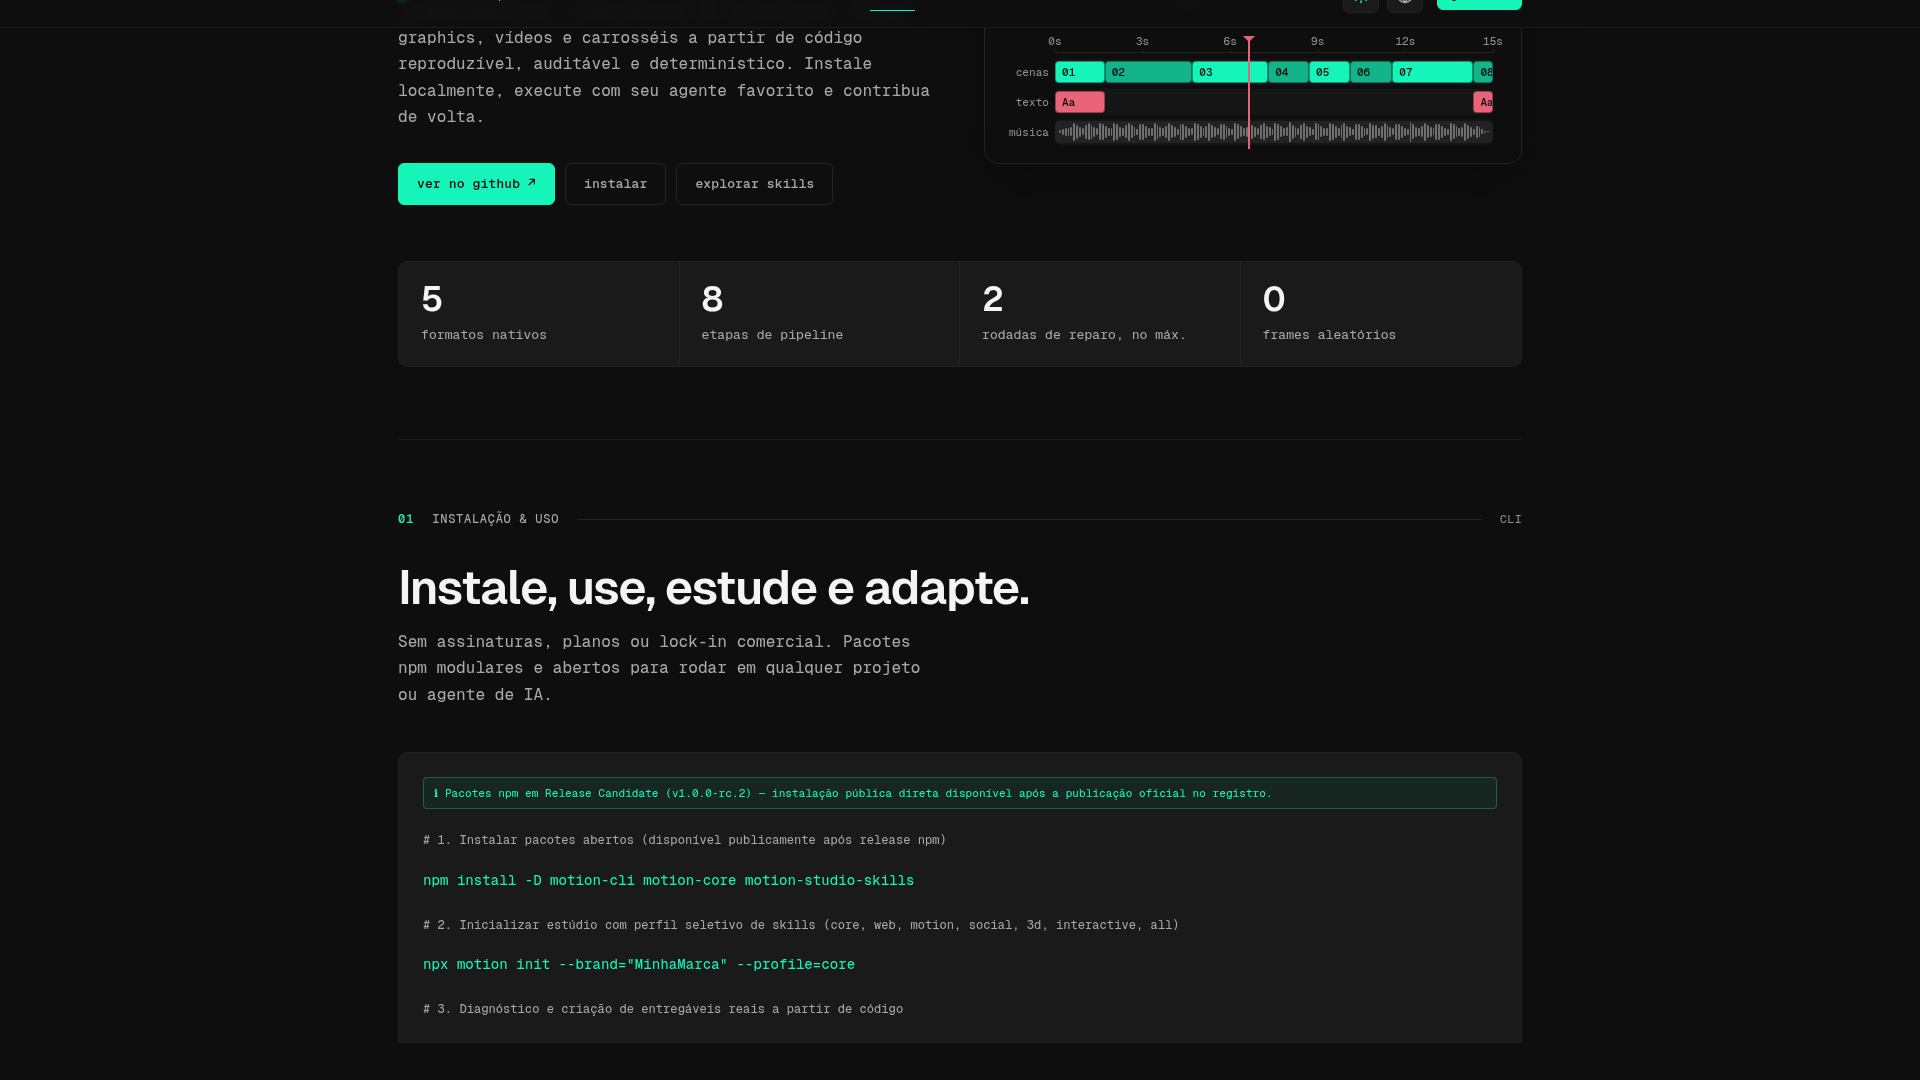 graphics, vídeos e carrosséis a partir de código
reproduzível, auditável e determinístico. Instale
localmente, execute com seu agente favorito e contribua
de volta.
ver no github ↗
instalar
explorar skills
0s 3s 6s 9s 12s 15s
cenas 01 02 03 04 05 06 07 08
texto Aa Aa
música
5
formatos nativos
8
etapas de pipeline
2
rodadas de reparo, no máx.
0
frames aleatórios
01 INSTALAÇÃO & USO CLI
Instale, use, estude e adapte.
Sem assinaturas, planos ou lock-in comercial. Pacotes
npm modulares e abertos para rodar em qualquer projeto
ou agente de IA.
ℹ Pacotes npm em Release Candidate (v1.0.0-rc.2) — instalação pública direta disponível após a publicação oficial no registro.
# 1. Instalar pacotes abertos (disponível publicamente após release npm)
npm install -D motion-cli motion-core motion-studio-skills
# 2. Inicializar estúdio com perfil seletivo de skills (core, web, motion, social, 3d, interactive, all)
npx motion init --brand="MinhaMarca" --profile=core
# 3. Diagnóstico e criação de entregáveis reais a partir de código